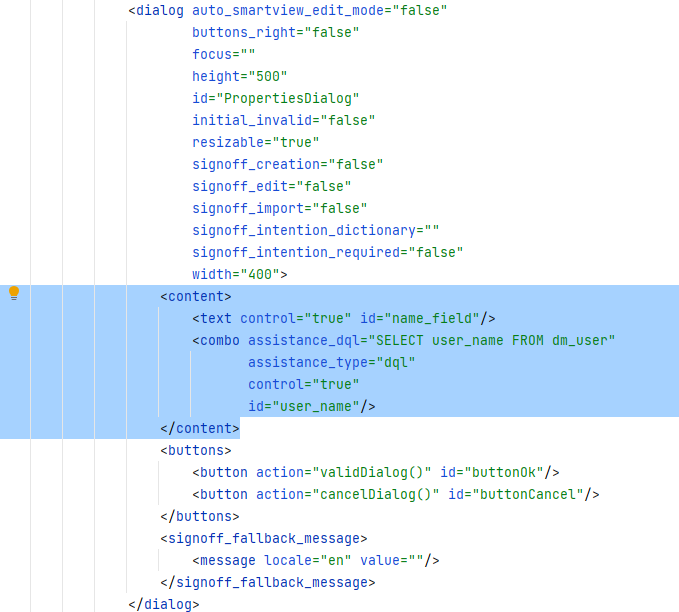 <dialog auto_smartview_edit_mode="false"
buttons_right="false"
focus=""
height="500"
id="PropertiesDialog"
initial_invalid="false"
resizable="true"
signoff_creation="false"
signoff_edit="false"
signoff_import="false"
signoff_intention_dictionary=""
signoff_intention_required="false"
width="400">
<content>
<text control="true" id="name_field"/>
<combo assistance_dql="SELECT user_name FROM dm_user"
assistance_type="dql"
control="true"
id="user_name"/>
</content>
<buttons>
<button action="validDialog()" id="buttonOk"/>
<button action="cancelDialog()" id="buttonCancel"/>
</buttons>
<signoff_fallback_message>
<message locale="en" value=""/>
</signoff_fallback_message>
</dialog>